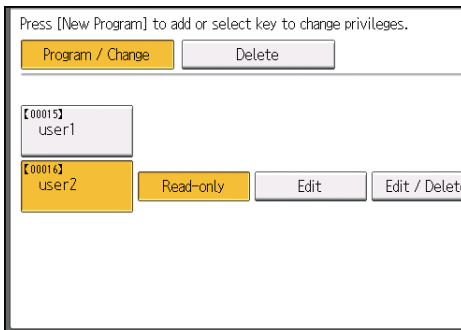 Press [New Program] to add or select key to change privileges.
Program / Change Delete
【00015】
user1
【00016】
user2 Read-only Edit Edit / Delet